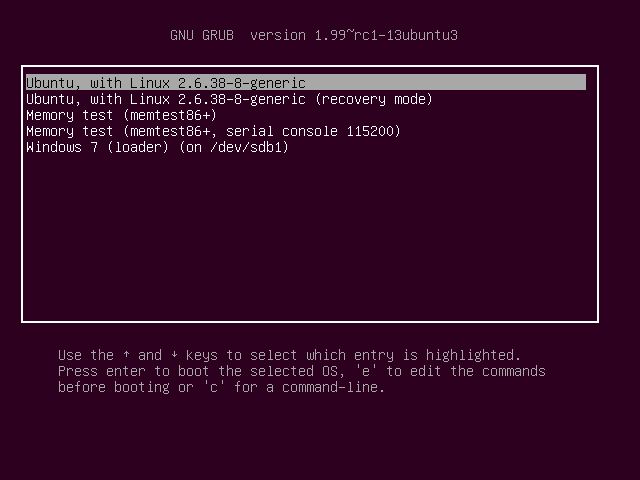 GNU GRUB  version 1.99~rc1-13ubuntu3
Ubuntu, with Linux 2.6.38-8-generic
Ubuntu, with Linux 2.6.38-8-generic (recovery mode)
Memory test (memtest86+)
Memory test (memtest86+, serial console 115200)
Windows 7 (loader) (on /dev/sdb1)
Use the ↑ and ↓ keys to select which entry is highlighted.
Press enter to boot the selected OS, 'e' to edit the commands
before booting or 'c' for a command-line.